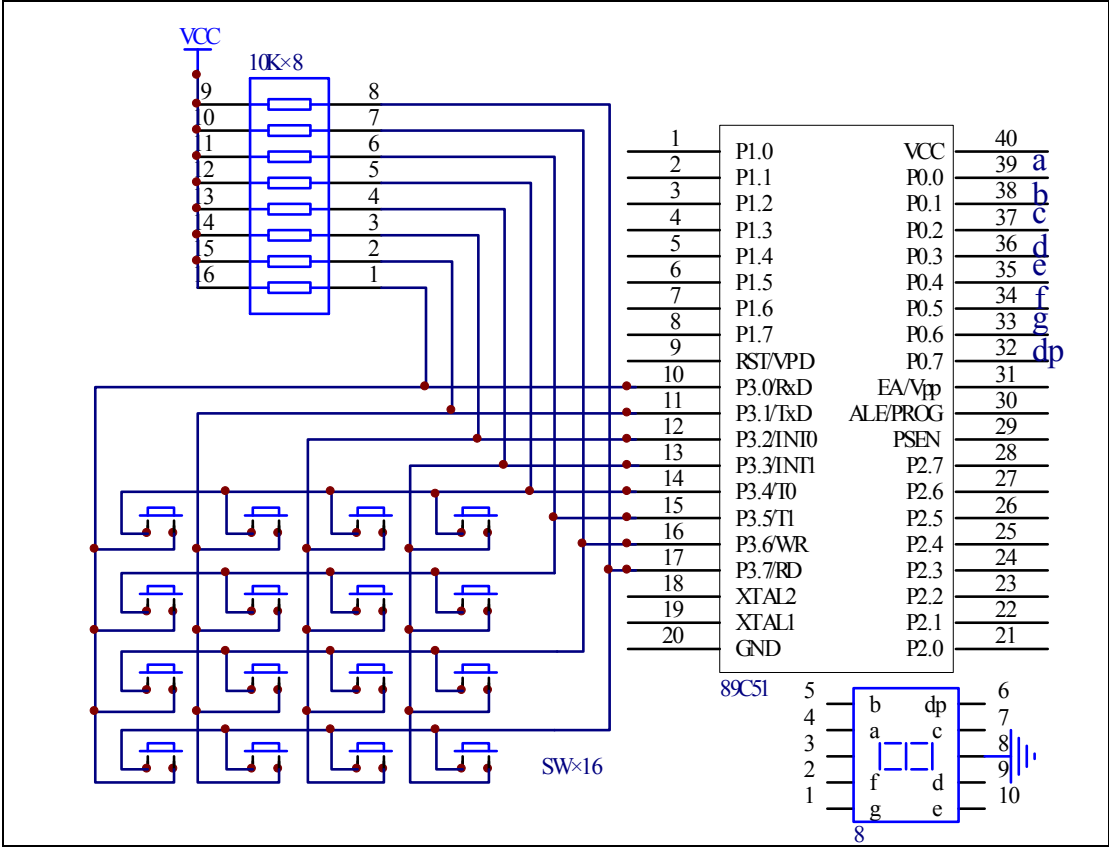 VCC
10K×8
9 8
10 7
11 6
12 5
13 4
14 3
15 2
16 1
1 P1.0 VCC 40
2 P1.1 P0.0 39 a
3 P1.2 P0.1 38 b
4 P1.3 P0.2 37 c
5 P1.4 P0.3 36 d
6 P1.5 P0.4 35 e
7 P1.6 P0.5 34 f
8 P1.7 P0.6 33 g
9 RST/VPD P0.7 32 dp
10 P3.0/RxD EA/Vpp 31
11 P3.1/TxD ALE/PROG 30
12 P3.2/INT0 PSEN 29
13 P3.3/INT1 P2.7 28
14 P3.4/T0 P2.6 27
15 P3.5/T1 P2.5 26
16 P3.6/WR P2.4 25
17 P3.7/RD P2.3 24
18 XTAL2 P2.2 23
19 XTAL1 P2.1 22
20 GND P2.0 21
89C51
SW×16
5 b dp 6
4 a c 7
3 8
2 f d 9
1 g e 10
8